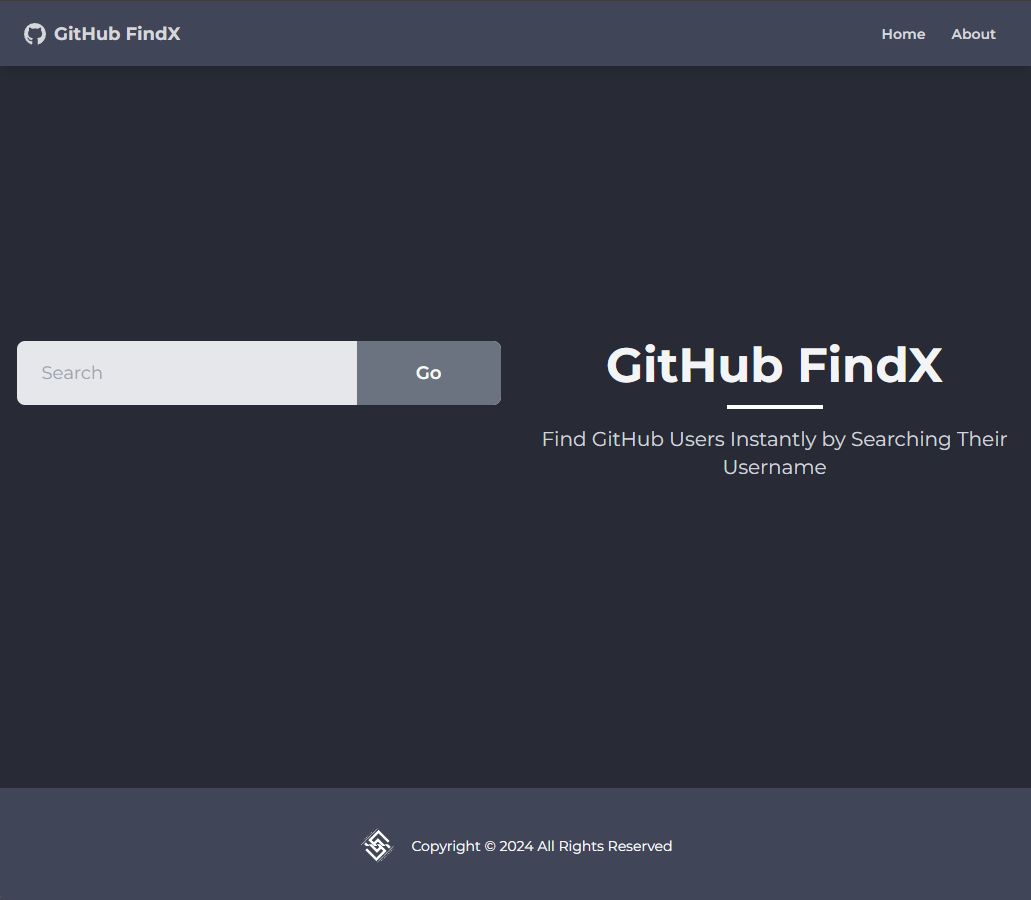 GitHub FindX
Home
About
Search
Go
GitHub FindX
Find GitHub Users Instantly by Searching Their
Username
Copyright © 2024 All Rights Reserved